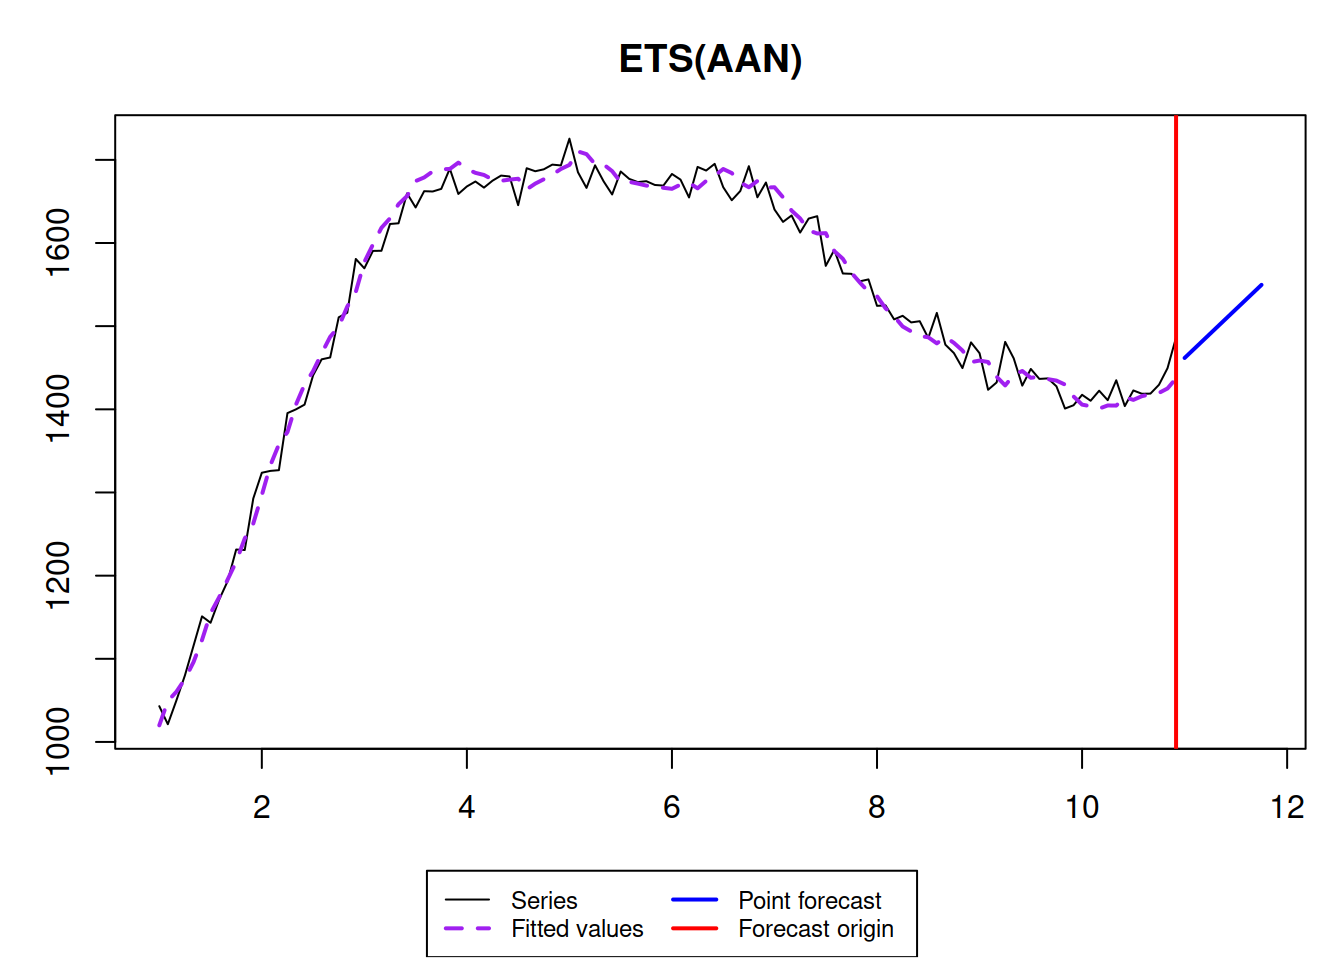 ETS(AAN)
1600
1400
1200
1000
2 4 6 8 10 12
Series Point forecast
Fitted values Forecast origin